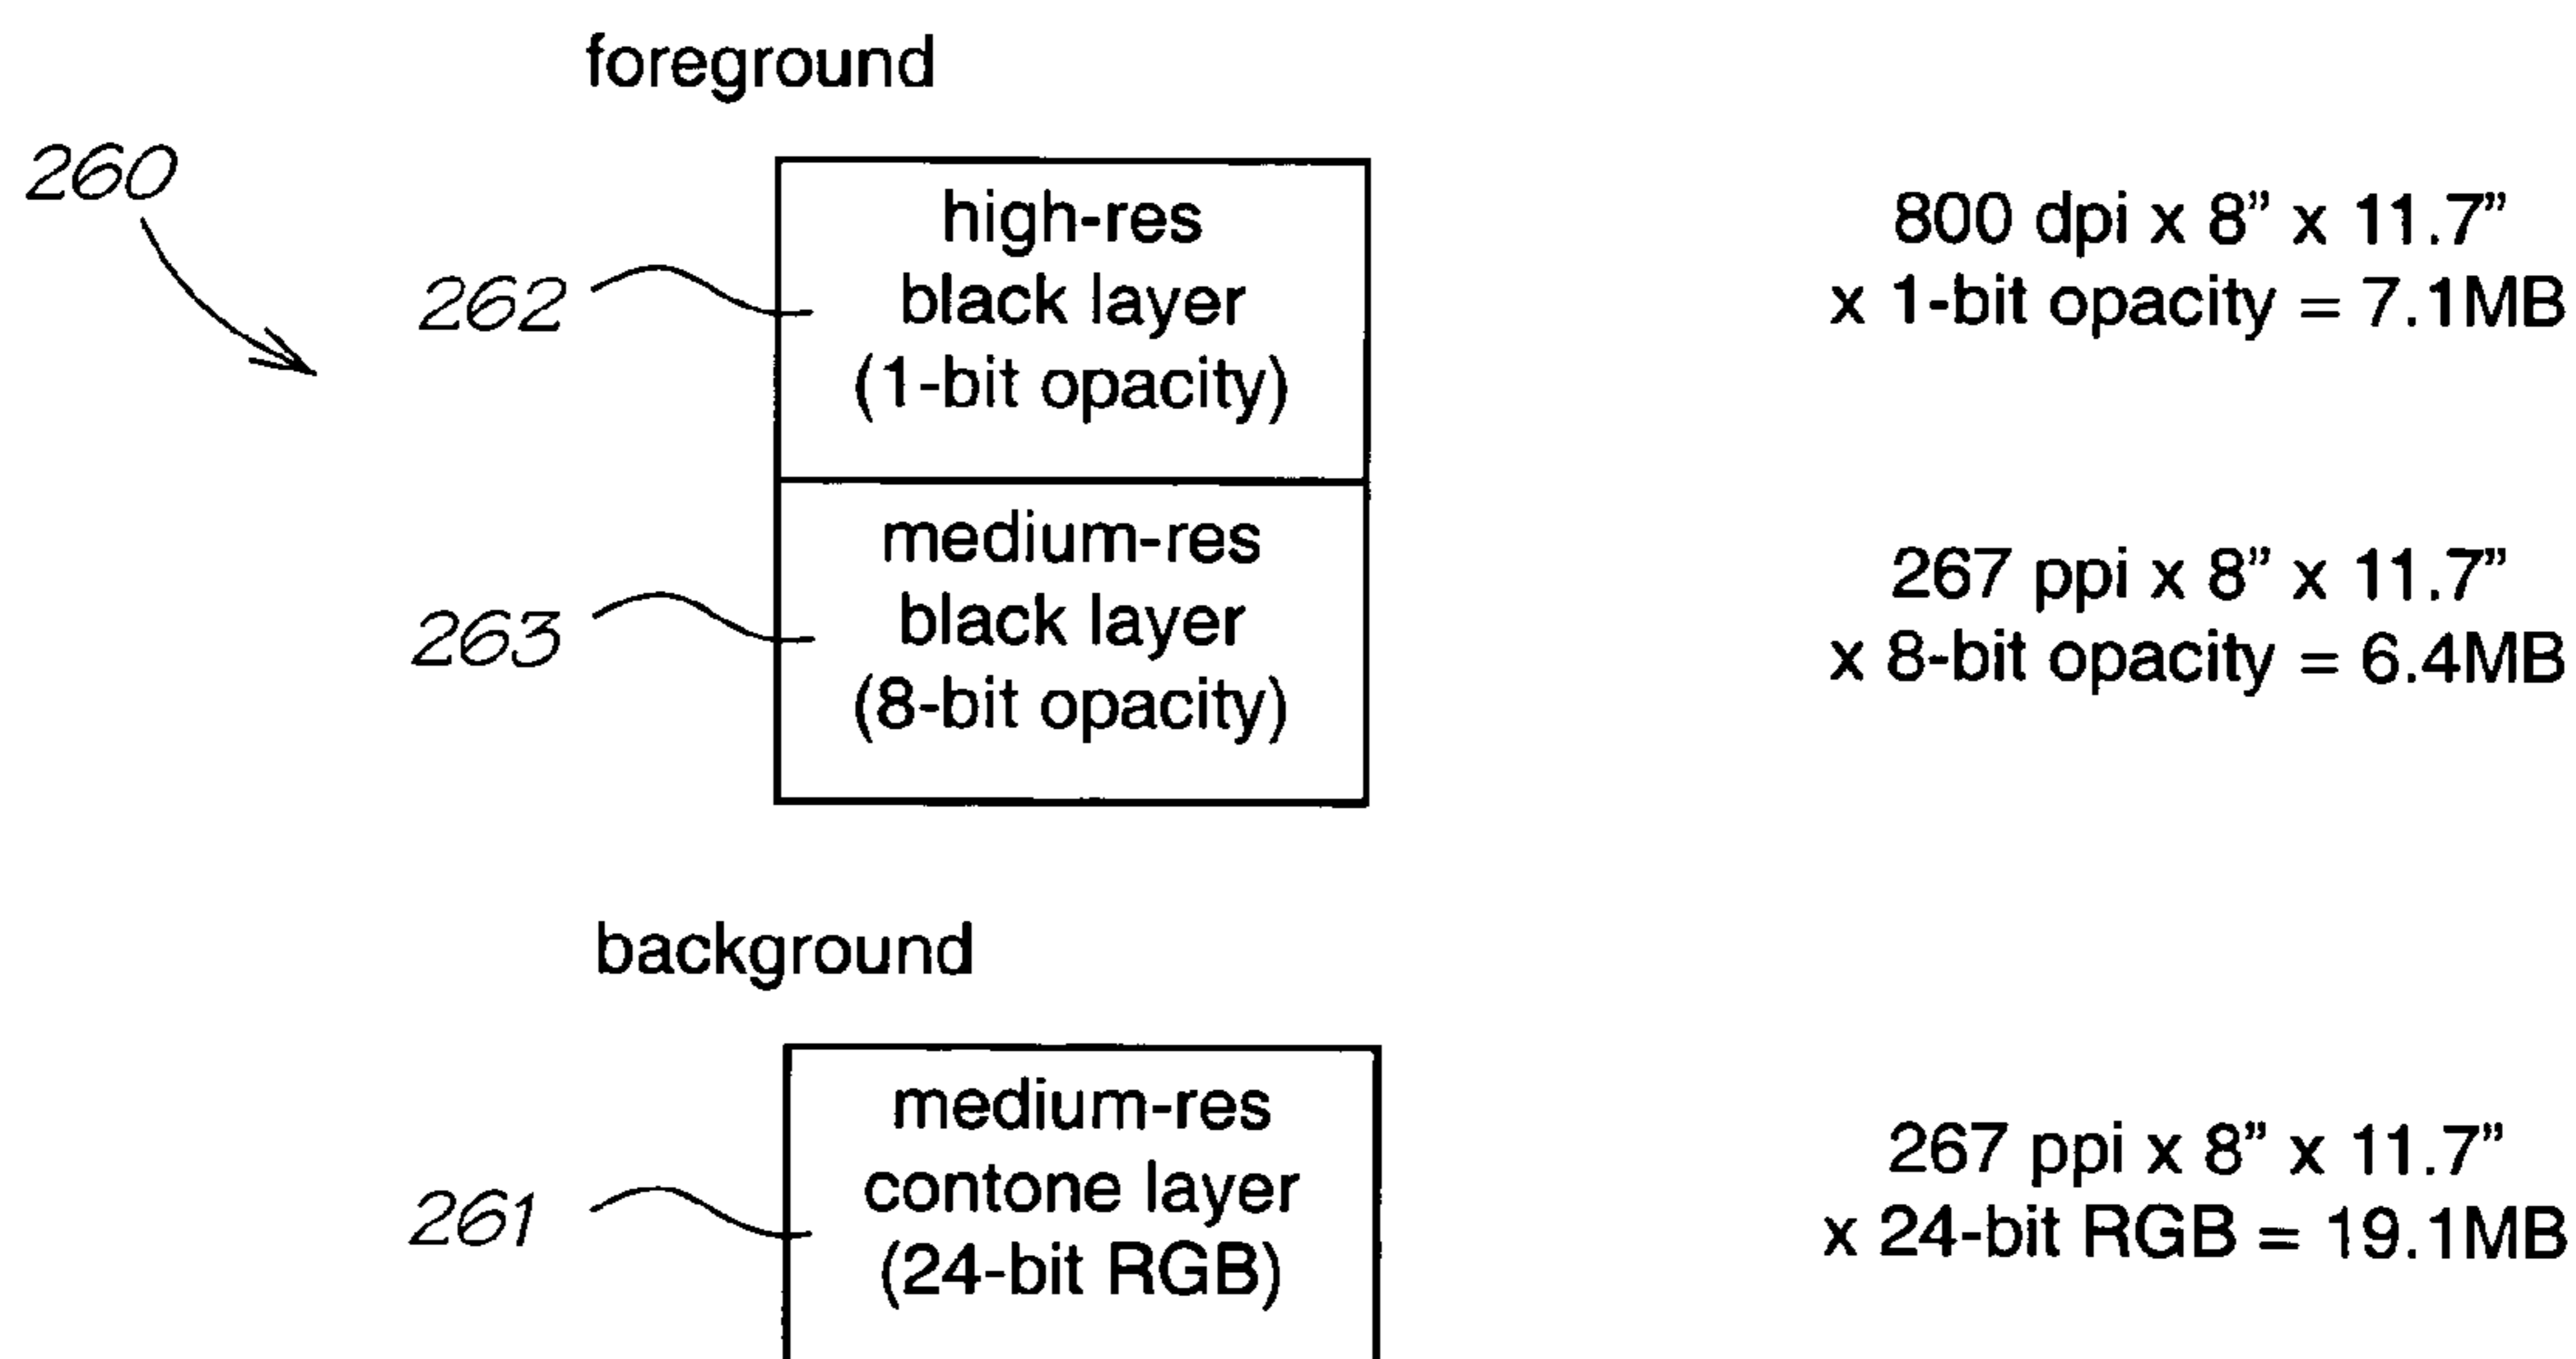 foreground
260
262
high-res
black layer
(1-bit opacity)
800 dpi x 8” x 11.7”
x 1-bit opacity = 7.1MB
263
medium-res
black layer
(8-bit opacity)
267 ppi x 8” x 11.7”
x 8-bit opacity = 6.4MB
background
261
medium-res
contone layer
(24-bit RGB)
267 ppi x 8” x 11.7”
x 24-bit RGB = 19.1MB